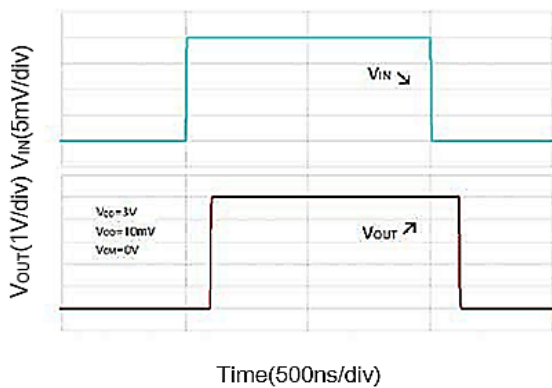 VIN
VIN(5mV/div)
VCC=3V
VOD=10mV
VCM=0V
VOUT
VOUT(1V/div)
Time(500ns/div)